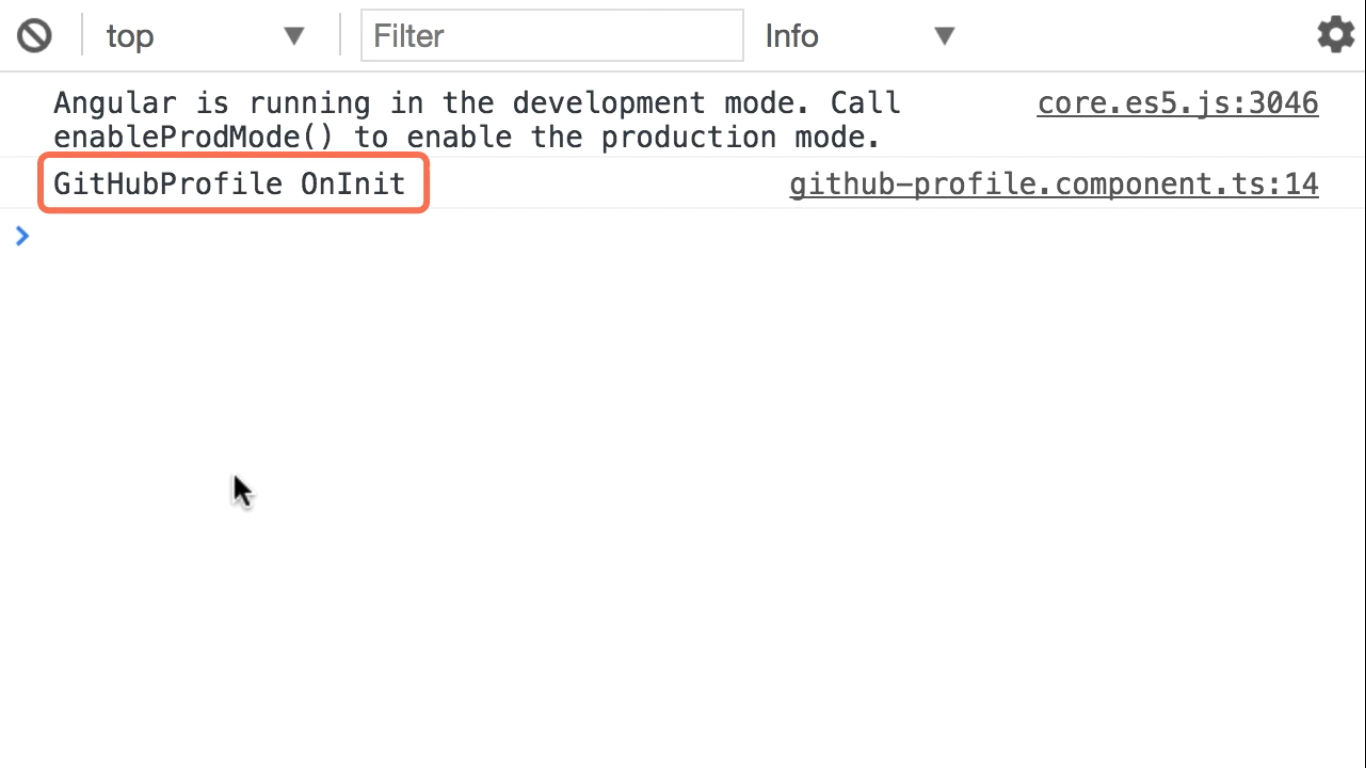 top Filter Info
Angular is running in the development mode. Call core.es5.js:3046
enableProdMode() to enable the production mode.
GitHubProfile OnInit github-profile.component.ts:14